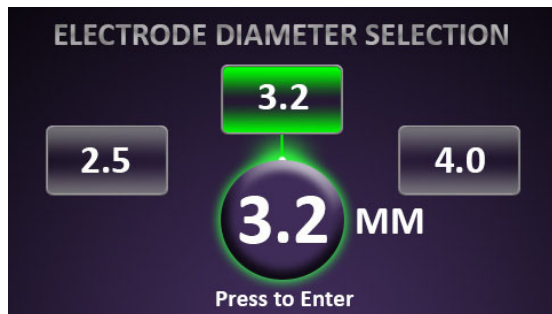 ELECTRODE DIAMETER SELECTION
3.2
2.5
4.0
3.2 MM
Press to Enter